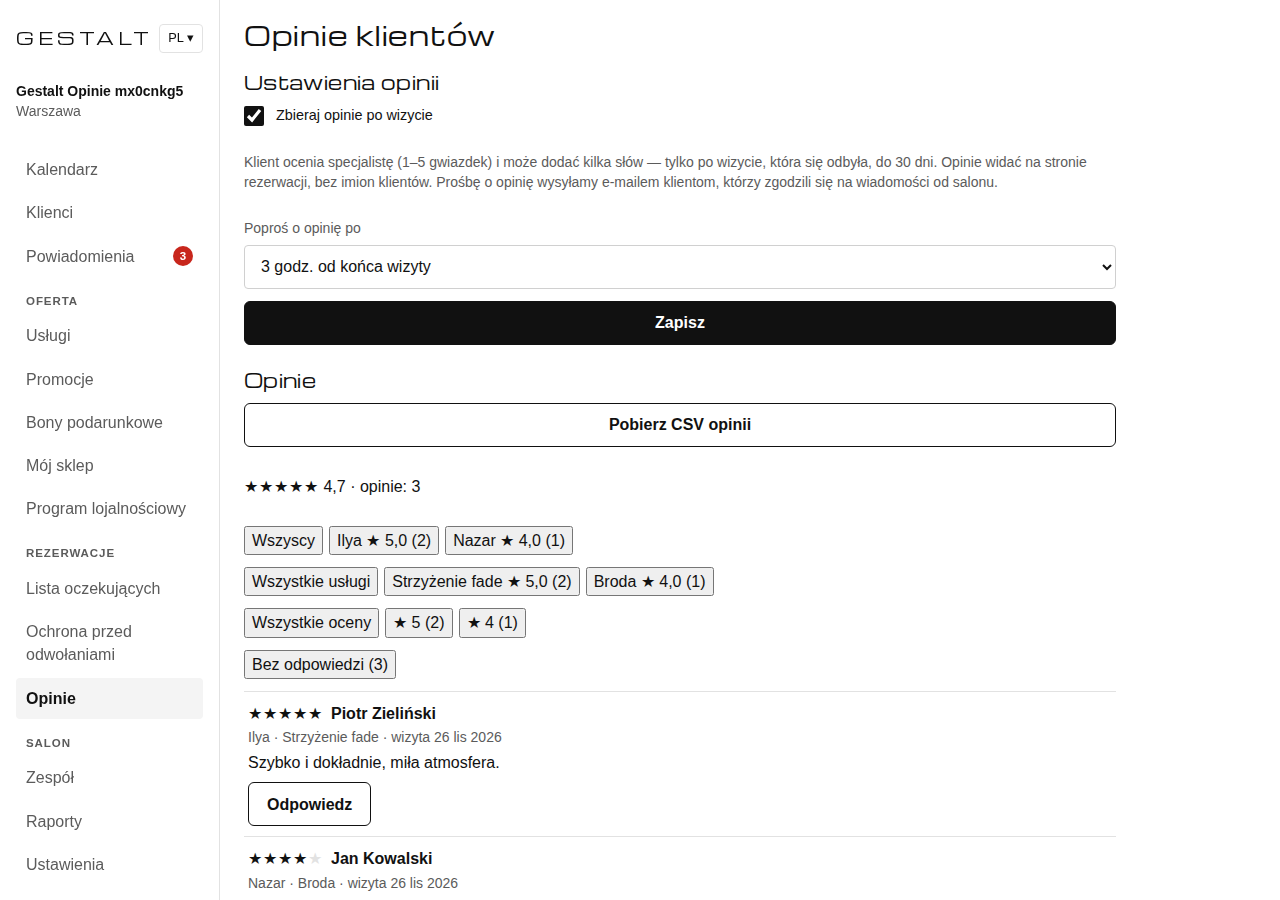 GESTALT
PL ▾
Gestalt Opinie mx0cnkg5
Warszawa
Kalendarz
Klienci
Powiadomienia
3
OFERTA
Usługi
Promocje
Bony podarunkowe
Mój sklep
Program lojalnościowy
REZERWACJE
Lista oczekujących
Ochrona przed
odwołaniami
Opinie
SALON
Zespół
Raporty
Ustawienia
Opinie klientów
Ustawienia opinii
Zbieraj opinie po wizycie
Klient ocenia specjalistę (1–5 gwiazdek) i może dodać kilka słów — tylko po wizycie, która się odbyła, do 30 dni. Opinie widać na stronie
rezerwacji, bez imion klientów. Prośbę o opinię wysyłamy e-mailem klientom, którzy zgodzili się na wiadomości od salonu.
Poproś o opinię po
3 godz. od końca wizyty
Zapisz
Opinie
Pobierz CSV opinii
★★★★★ 4,7 · opinie: 3
Wszyscy
Ilya ★ 5,0 (2)
Nazar ★ 4,0 (1)
Wszystkie usługi
Strzyżenie fade ★ 5,0 (2)
Broda ★ 4,0 (1)
Wszystkie oceny
★ 5 (2)
★ 4 (1)
Bez odpowiedzi (3)
★★★★★ Piotr Zieliński
Ilya · Strzyżenie fade · wizyta 26 lis 2026
Szybko i dokładnie, miła atmosfera.
Odpowiedz
★★★★★ Jan Kowalski
Nazar · Broda · wizyta 26 lis 2026